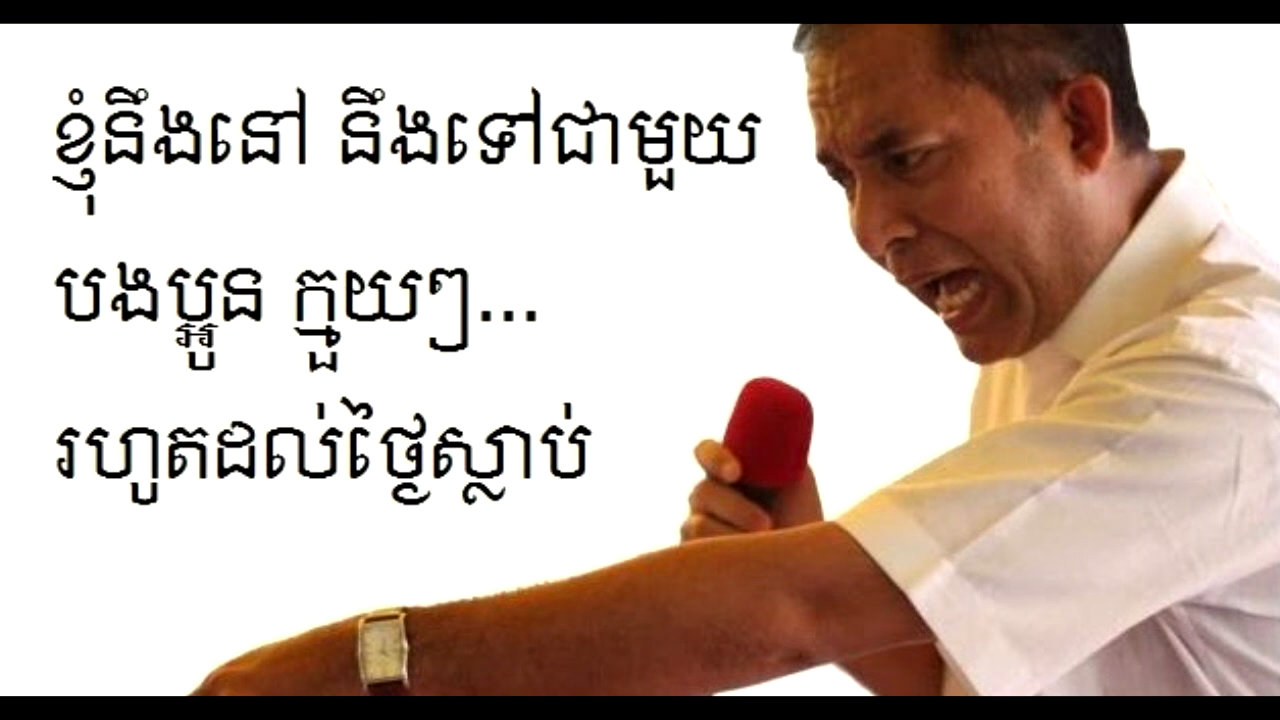 ខ្ញុំនឹងនៅ នឹងទៅជាមួយ
បងប្អូន ក្មួយៗ...
រហូតដល់ថ្ងៃស្លាប់